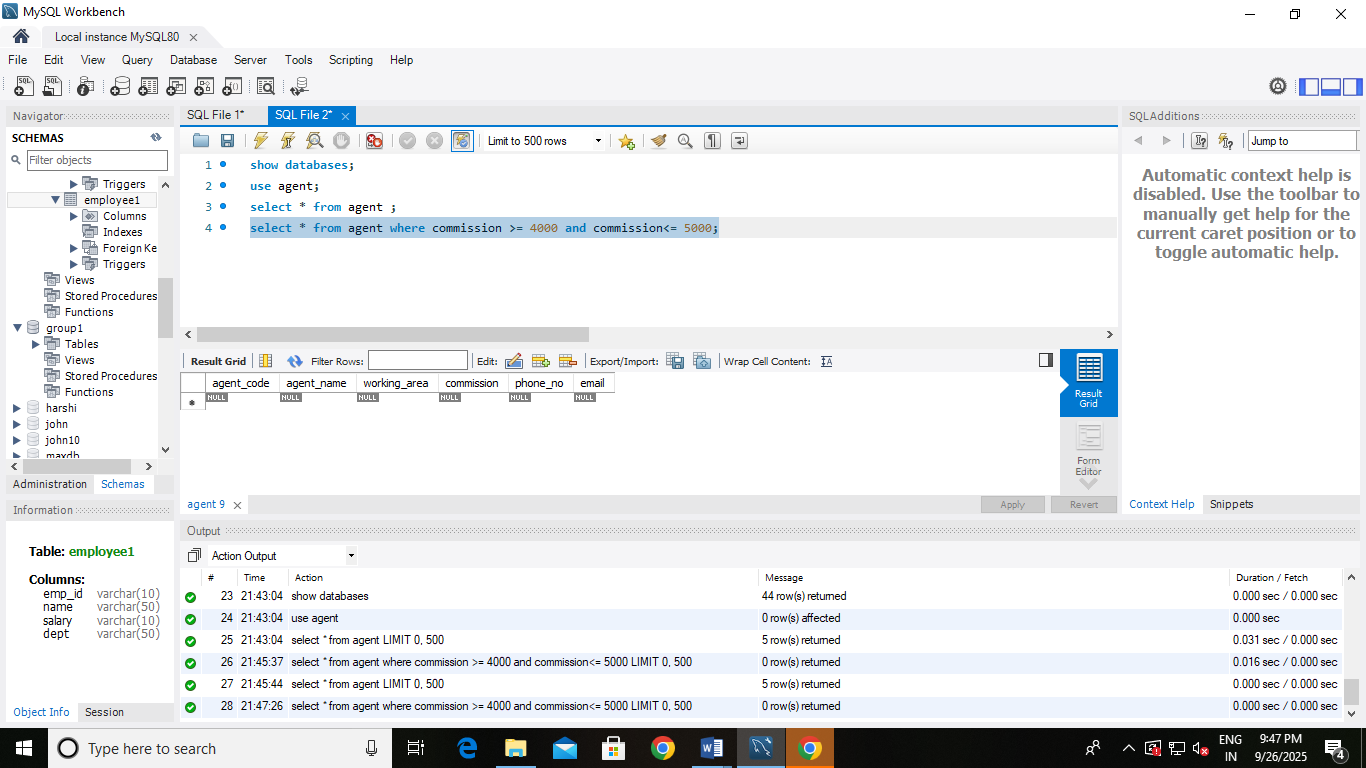 MySQL Workbench
Local instance MySQL80
File Edit View Query Database Server Tools Scripting Help
Navigator
SCHEMAS
Filter objects
Triggers
employee1
Columns
Indexes
Foreign Ke
Triggers
Views
Stored Procedures
Functions
group1
Tables
Views
Stored Procedures
Functions
harshi
john
john10
maxdb
Administration Schemas
Information
Table: employee1
Columns:
emp_id varchar(10)
name varchar(50)
salary varchar(10)
dept varchar(50)
Object Info Session
SQL File 1* SQL File 2*
Limit to 500 rows
1 show databases;
2 use agent;
3 select * from agent ;
4 select * from agent where commission >= 4000 and commission<= 5000;
Result Grid Filter Rows: Edit: Export/Import: Wrap Cell Content:
agent_code agent_name working_area commission phone_no email
NULL NULL NULL NULL NULL NULL
Result
Grid
Form
Editor
agent 9
Apply Revert
Output
Action Output
# Time Action Message Duration / Fetch
23 21:43:04 show databases 44 row(s) returned 0.000 sec / 0.000 sec
24 21:43:04 use agent 0 row(s) affected 0.000 sec
25 21:43:04 select * from agent LIMIT 0, 500 5 row(s) returned 0.031 sec / 0.000 sec
26 21:45:37 select * from agent where commission >= 4000 and commission<= 5000 LIMIT 0, 500 0 row(s) returned 0.016 sec / 0.000 sec
27 21:45:44 select * from agent LIMIT 0, 500 5 row(s) returned 0.000 sec / 0.000 sec
28 21:47:26 select * from agent where commission >= 4000 and commission<= 5000 LIMIT 0, 500 0 row(s) returned 0.000 sec / 0.000 sec
SQLAdditions
Jump to
Automatic context help is
disabled. Use the toolbar to
manually get help for the
current caret position or to
toggle automatic help.
Context Help Snippets
Type here to search
ENG
IN
9:47 PM
9/26/2025
4